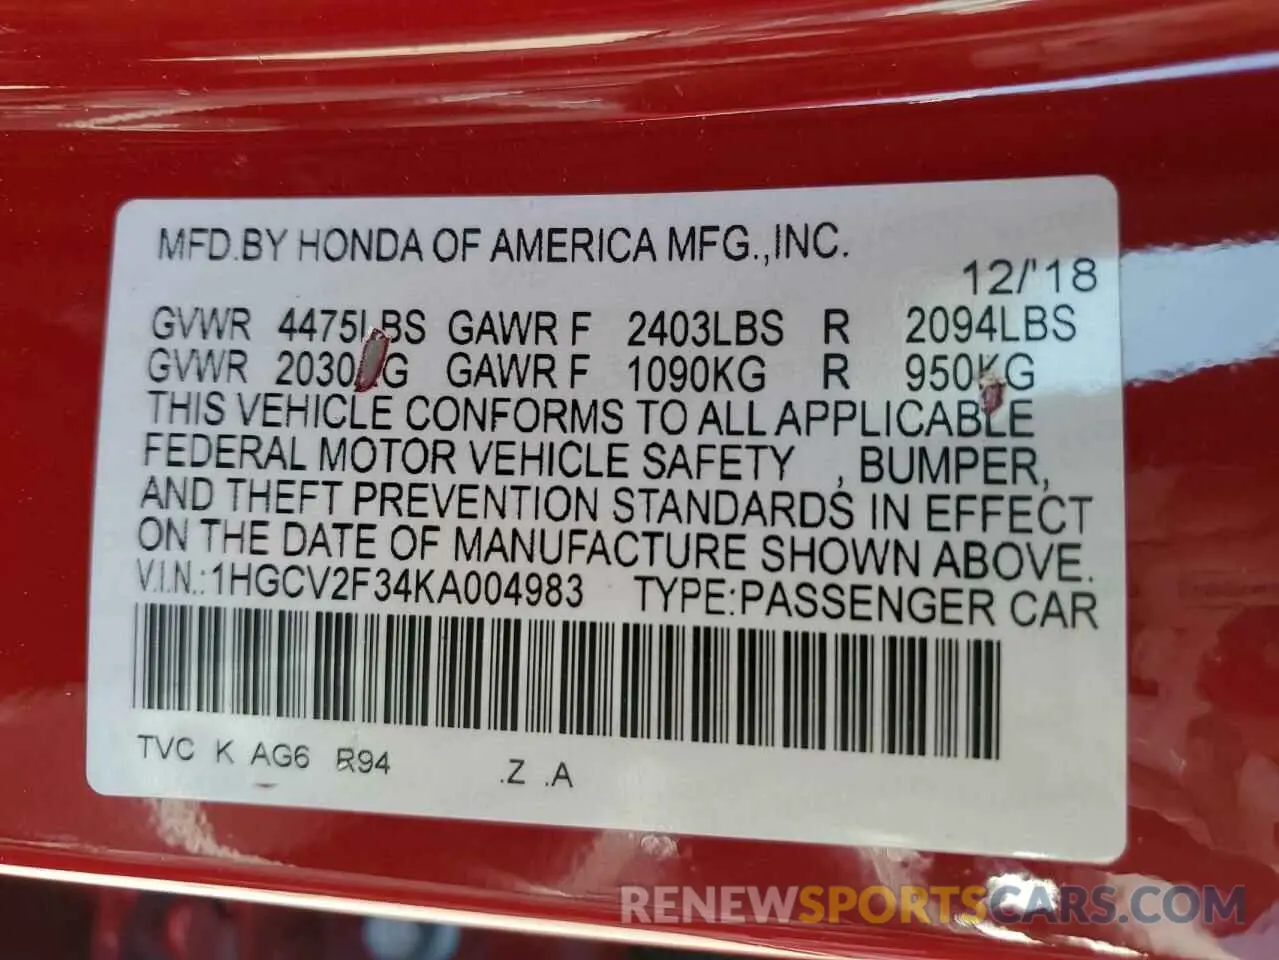 MFD.BY HONDA OF AMERICA MFG.,INC.
12/'18
GVWR 4475LBS GAWR F 2403LBS R 2094LBS
GVWR 2030KG GAWR F 1090KG R 950KG
THIS VEHICLE CONFORMS TO ALL APPLICABLE
FEDERAL MOTOR VEHICLE SAFETY , BUMPER,
AND THEFT PREVENTION STANDARDS IN EFFECT
ON THE DATE OF MANUFACTURE SHOWN ABOVE.
V.I.N.:1HGCV2F34KA004983 TYPE:PASSENGER CAR
TVC K AG6 R94 .Z .A
RENEWSPORTSCARS.COM